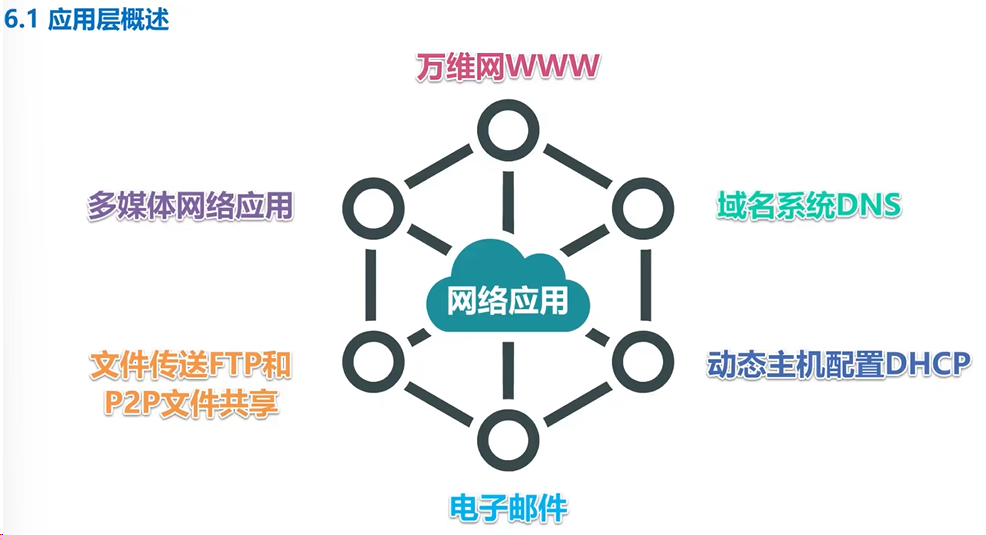 6.1 应用层概述
万维网WWW
多媒体网络应用
域名系统DNS
网络应用
文件传送FTP和
P2P文件共享
动态主机配置DHCP
电子邮件